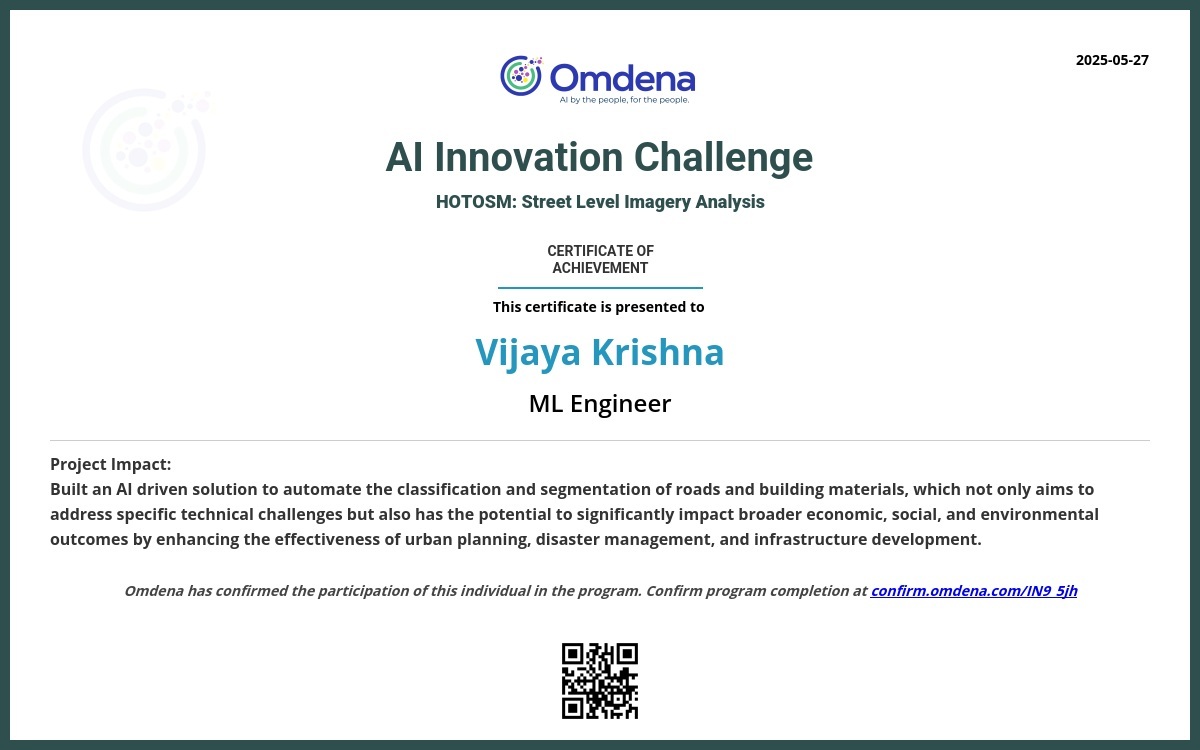 2025-05-27
Omdena
AI by the people, for the people.
AI Innovation Challenge
HOTOSM: Street Level Imagery Analysis
CERTIFICATE OF
ACHIEVEMENT
This certificate is presented to
Vijaya Krishna
ML Engineer
Project Impact:
Built an AI driven solution to automate the classification and segmentation of roads and building materials, which not only aims to
address specific technical challenges but also has the potential to significantly impact broader economic, social, and environmental
outcomes by enhancing the effectiveness of urban planning, disaster management, and infrastructure development.
Omdena has confirmed the participation of this individual in the program. Confirm program completion at confirm.omdena.com/IN9_5jh